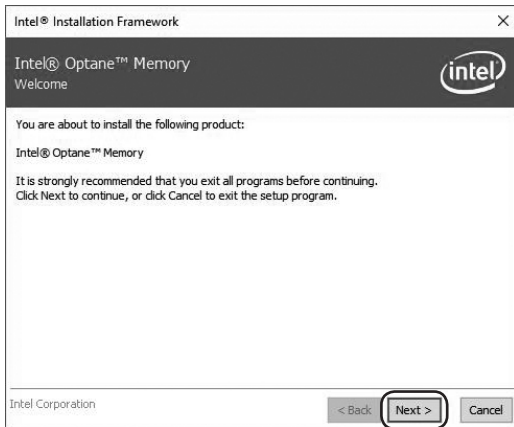 Intel® Installation Framework
Intel® Optane™ Memory
Welcome
intel
You are about to install the following product:
Intel® Optane™ Memory
It is strongly recommended that you exit all programs before continuing.
Click Next to continue, or click Cancel to exit the setup program.
Intel Corporation
< Back Next > Cancel